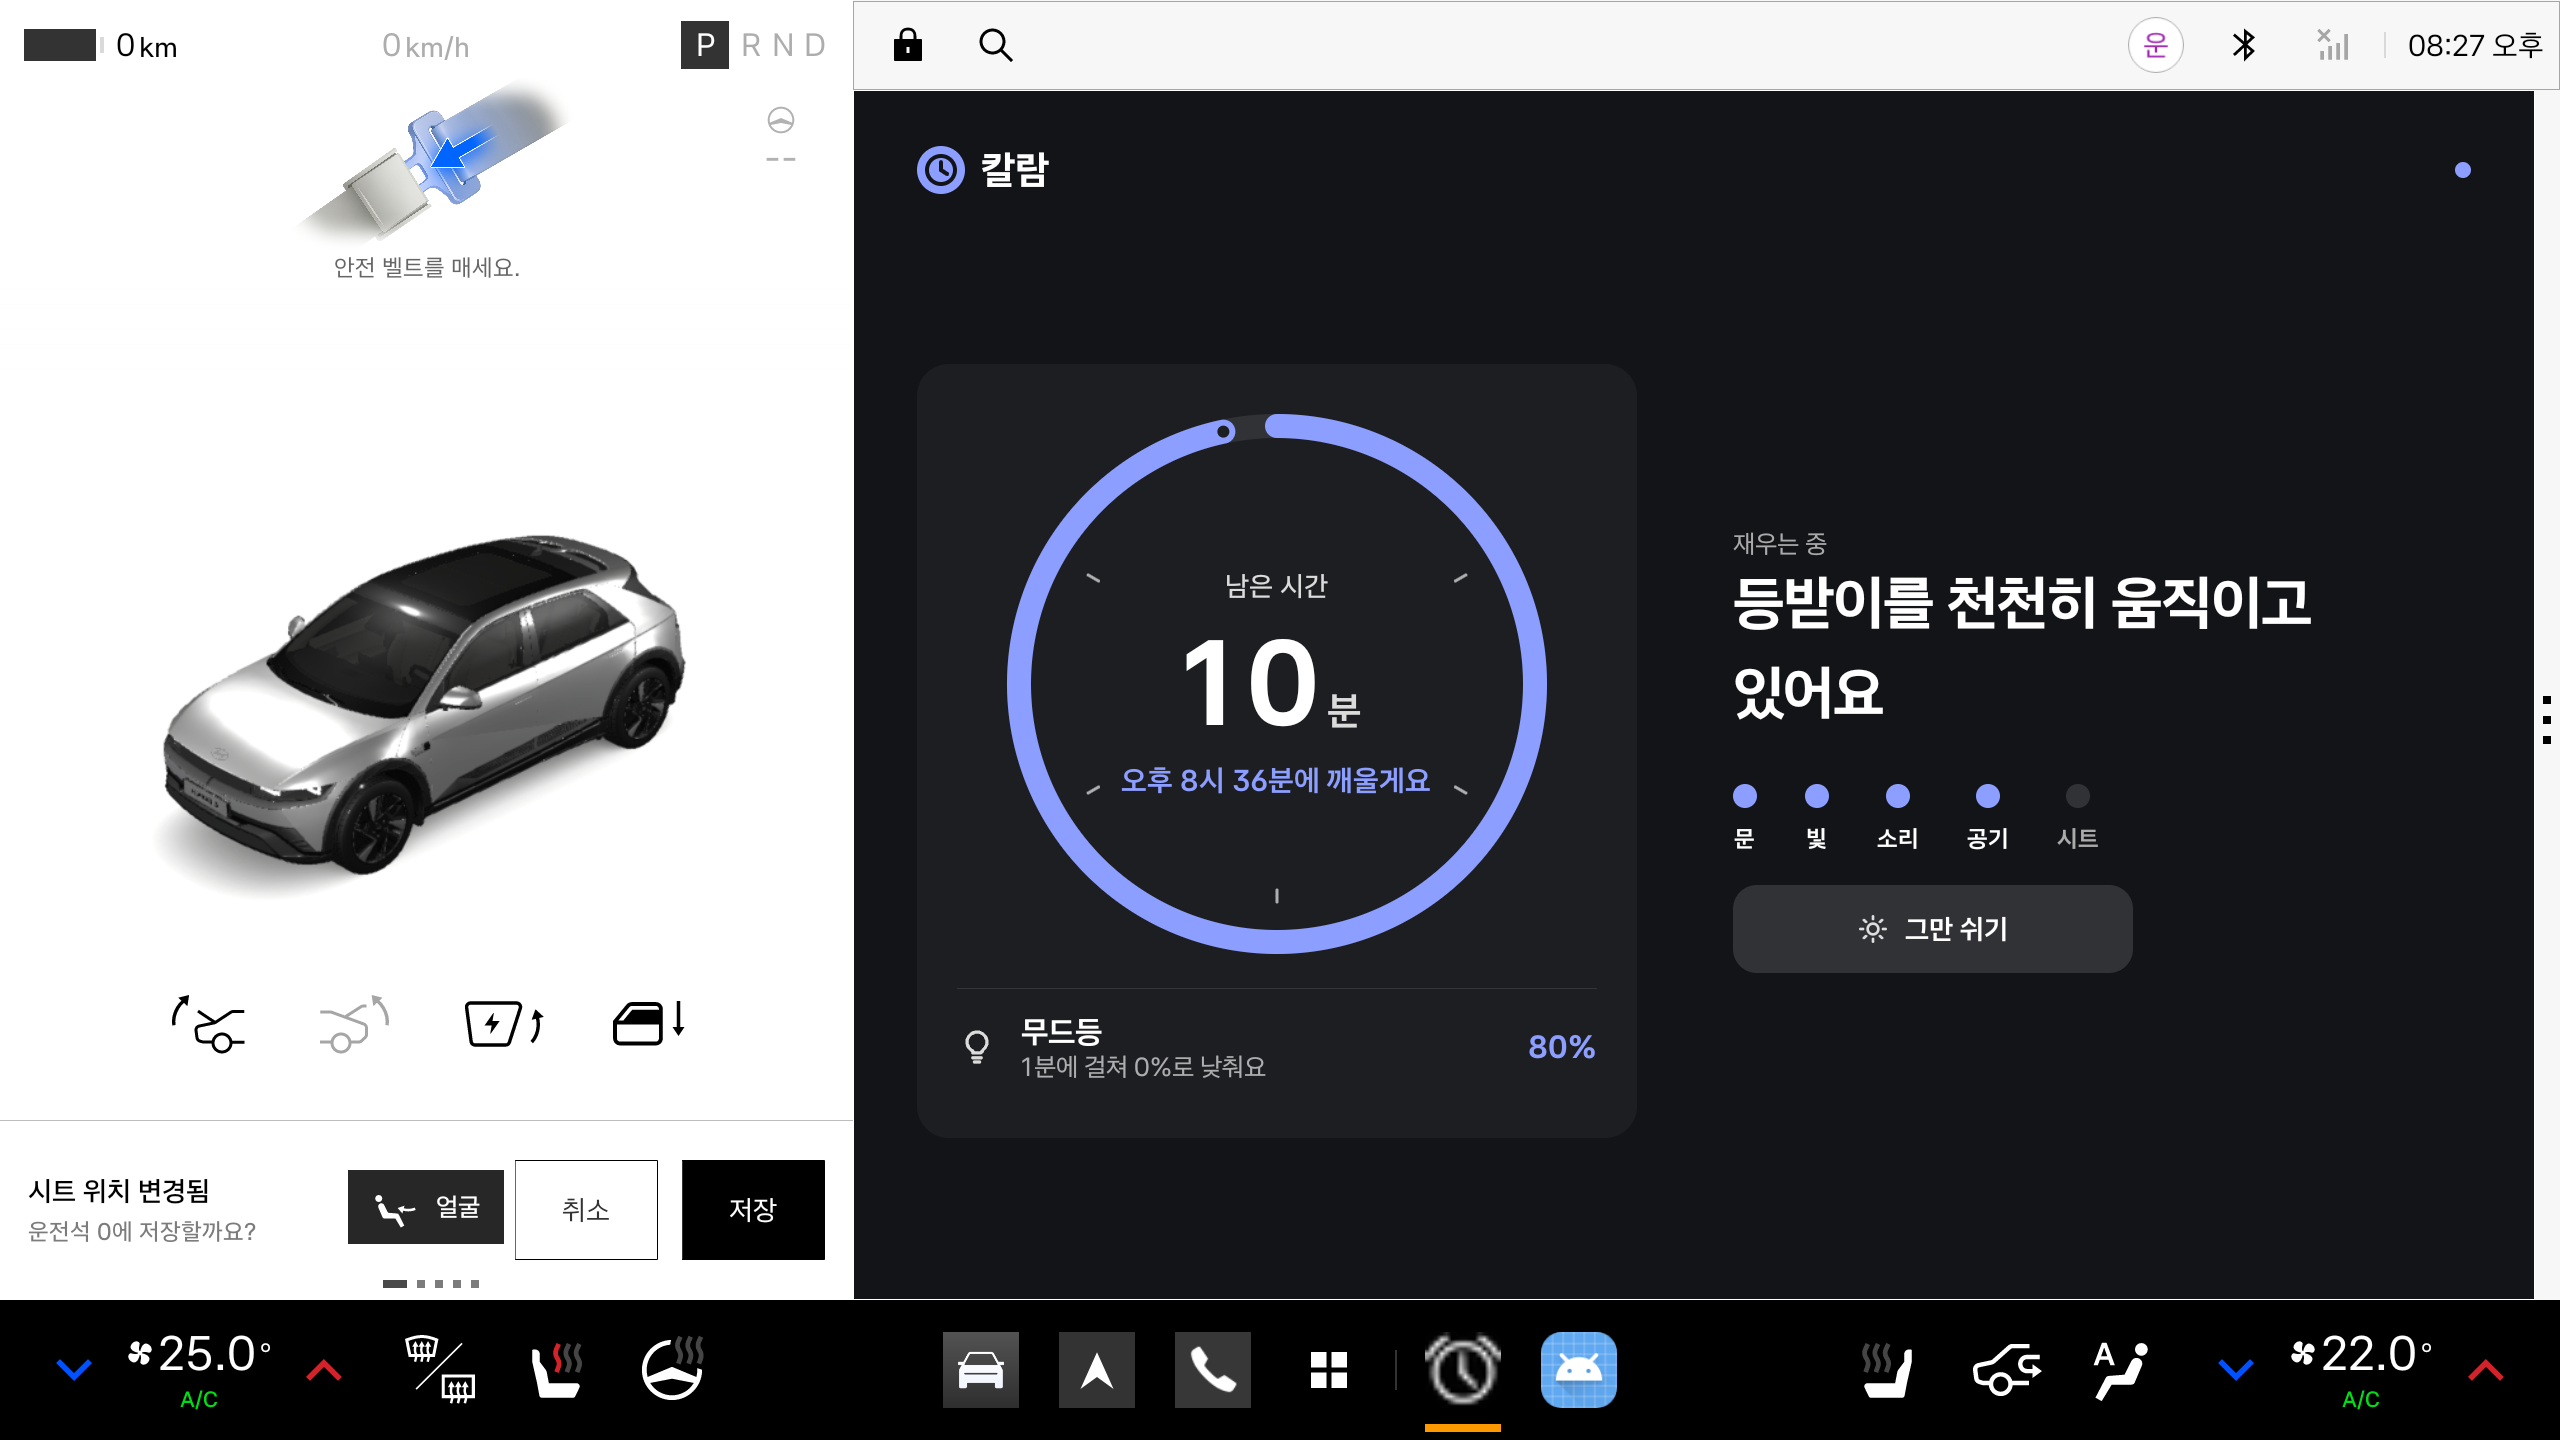 0 km
0 km/h
P R N D
운
08:27 오후
안전 벨트를 매세요.
칼람
남은 시간
10 분
오후 8시 36분에 깨울게요
무드등
1분에 걸쳐 0%로 낮춰요
80%
재우는 중
등받이를 천천히 움직이고
있어요
문 빛 소리 공기 시트
그만 쉬기
시트 위치 변경됨
운전석 0에 저장할까요?
얼굴
취소
저장
25.0°
A/C
A
22.0°
A/C